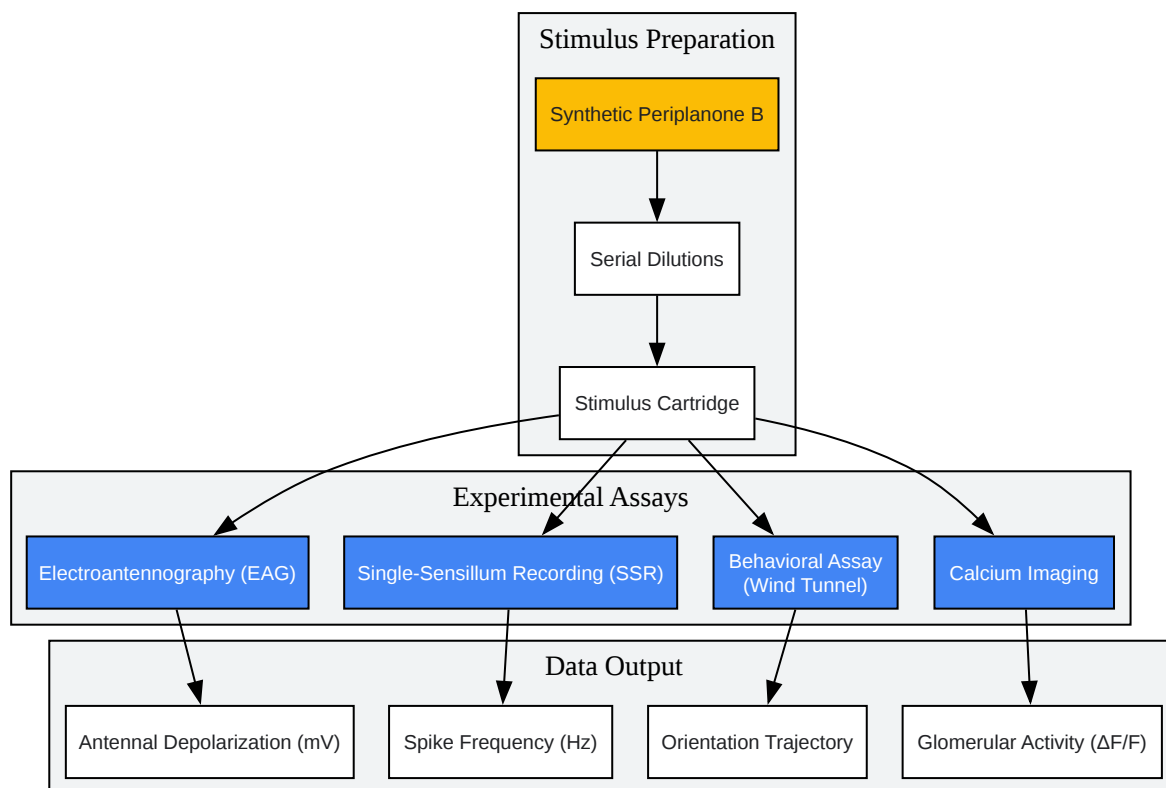 Stimulus Preparation
Synthetic Periplanone B
Serial Dilutions
Stimulus Cartridge
Experimental Assays
Electroantennography (EAG)
Single-Sensillum Recording (SSR)
Behavioral Assay
(Wind Tunnel)
Calcium Imaging
Data Output
Antennal Depolarization (mV)
Spike Frequency (Hz)
Orientation Trajectory
Glomerular Activity (ΔF/F)